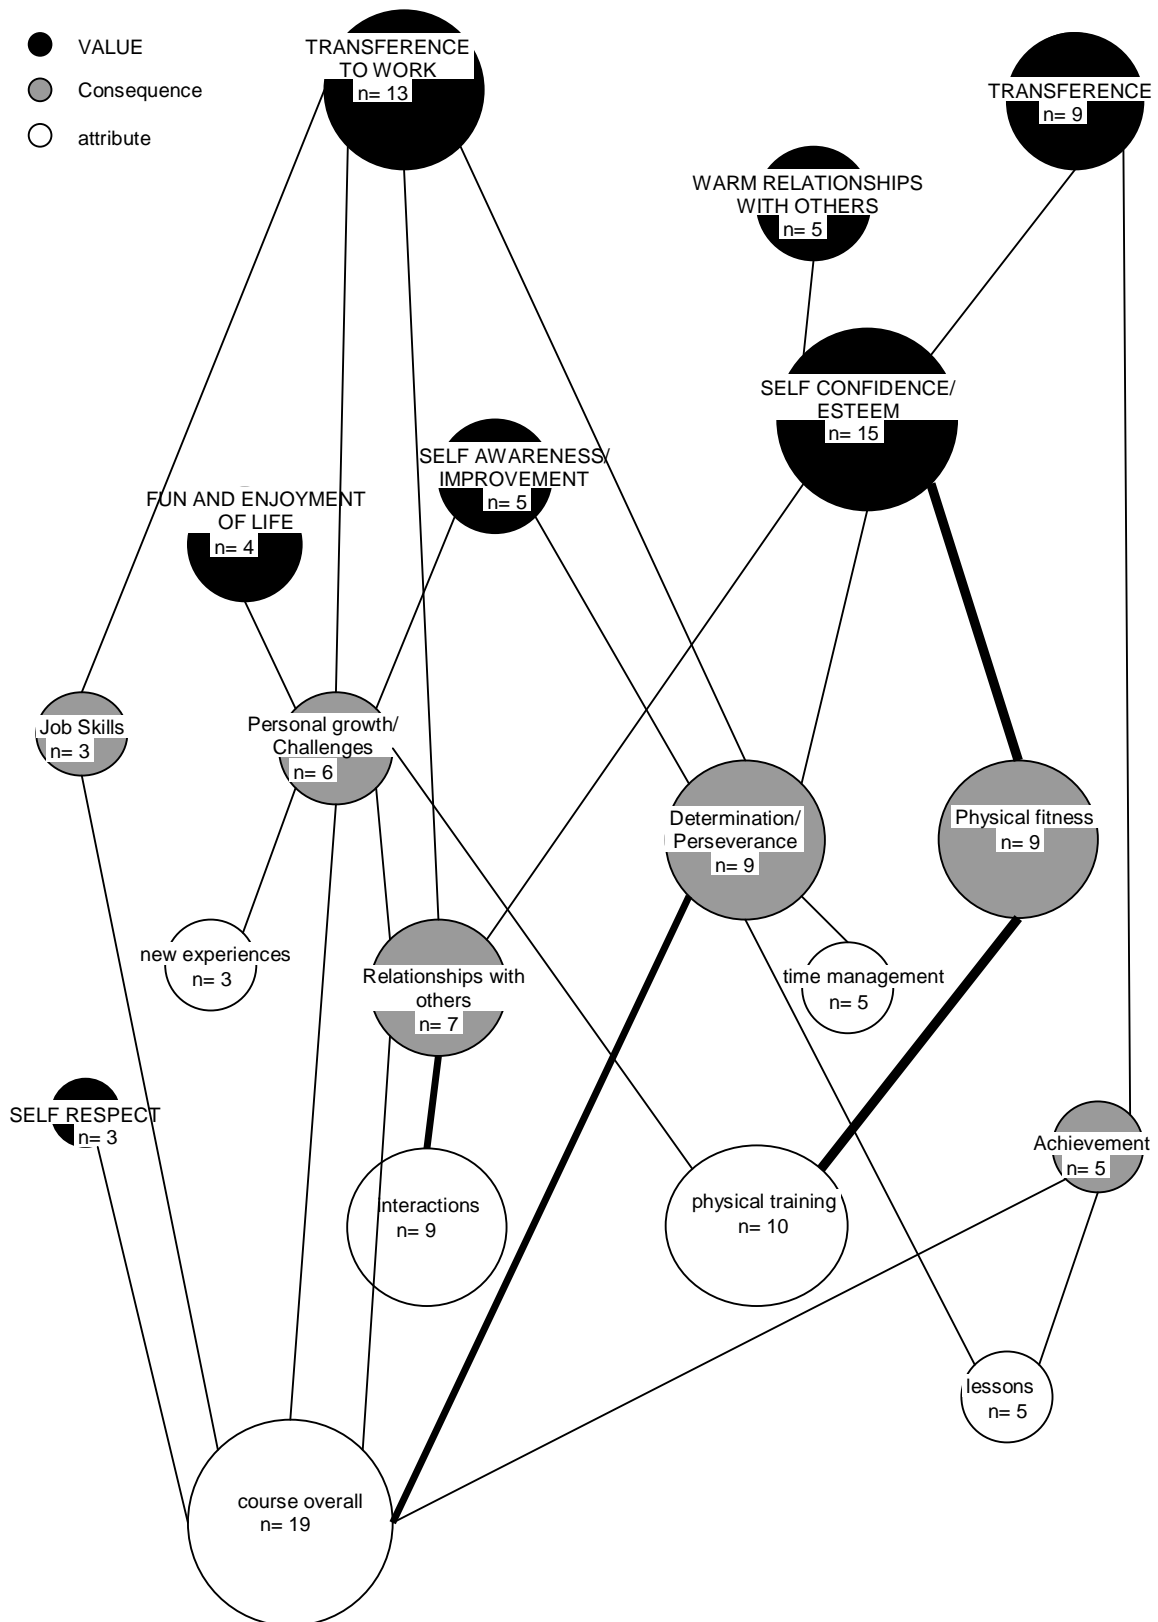 VALUE
Consequence
attribute
TRANSFERENCE
TO WORK
n= 13
TRANSFERENCE
n= 9
WARM RELATIONSHIPS
WITH OTHERS
n= 5
SELF CONFIDENCE/
ESTEEM
n= 15
SELF AWARENESS/
IMPROVEMENT
n= 5
FUN AND ENJOYMENT
OF LIFE
n= 4
Job Skills
n= 3
Personal growth/
Challenges
n= 6
Determination/
Perseverance
n= 9
Physical fitness
n= 9
new experiences
n= 3
Relationships with
others
n= 7
time management
n= 5
SELF RESPECT
n= 3
Achievement
n= 5
interactions
n= 9
physical training
n= 10
lessons
n= 5
course overall
n= 19